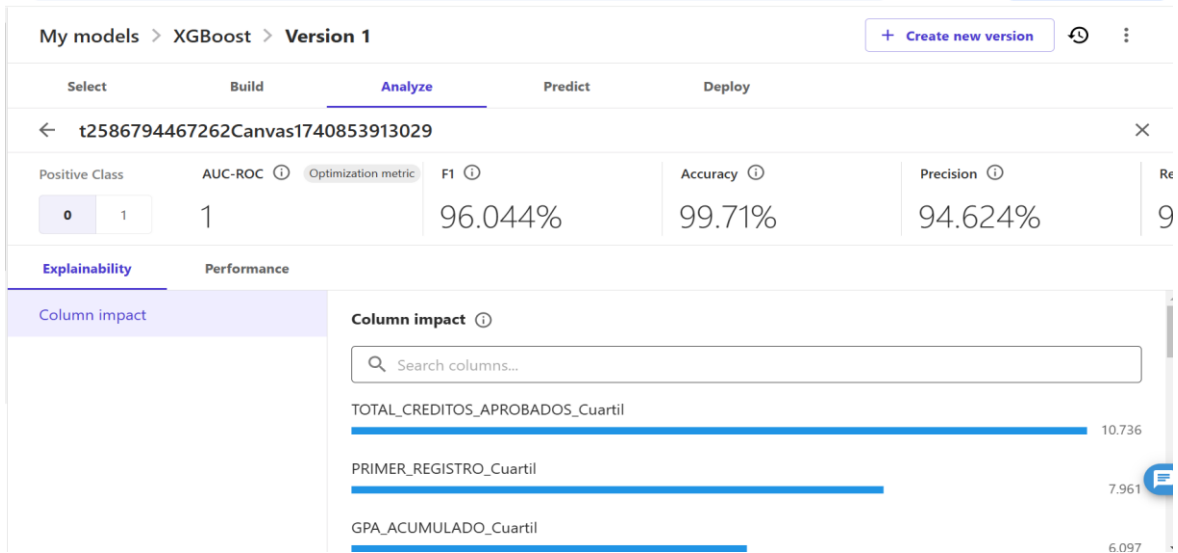 My models > XGBoost > Version 1
+ Create new version
Select Build Analyze Predict Deploy
t2586794467262Canvas1740853913029
Positive Class AUC-ROC Optimization metric F1 Accuracy Precision Re
0 1 1 96.044% 99.71% 94.624% 9
Explainability Performance
Column impact
Column impact
Search columns...
TOTAL_CREDITOS_APROBADOS_Cuartil
10.736
PRIMER_REGISTRO_Cuartil
7.961
GPA_ACUMULADO_Cuartil
6.097